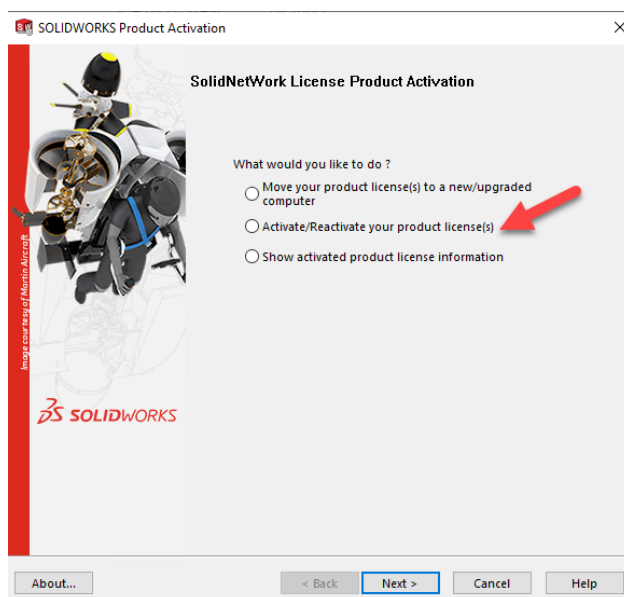 SOLIDWORKS Product Activation
SolidNetWork License Product Activation
What would you like to do ?
Move your product license(s) to a new/upgraded
computer
Activate/Reactivate your product license(s)
Show activated product license information
Image courtesy of Martin Aircraft
DS SOLIDWORKS
About...
< Back
Next >
Cancel
Help